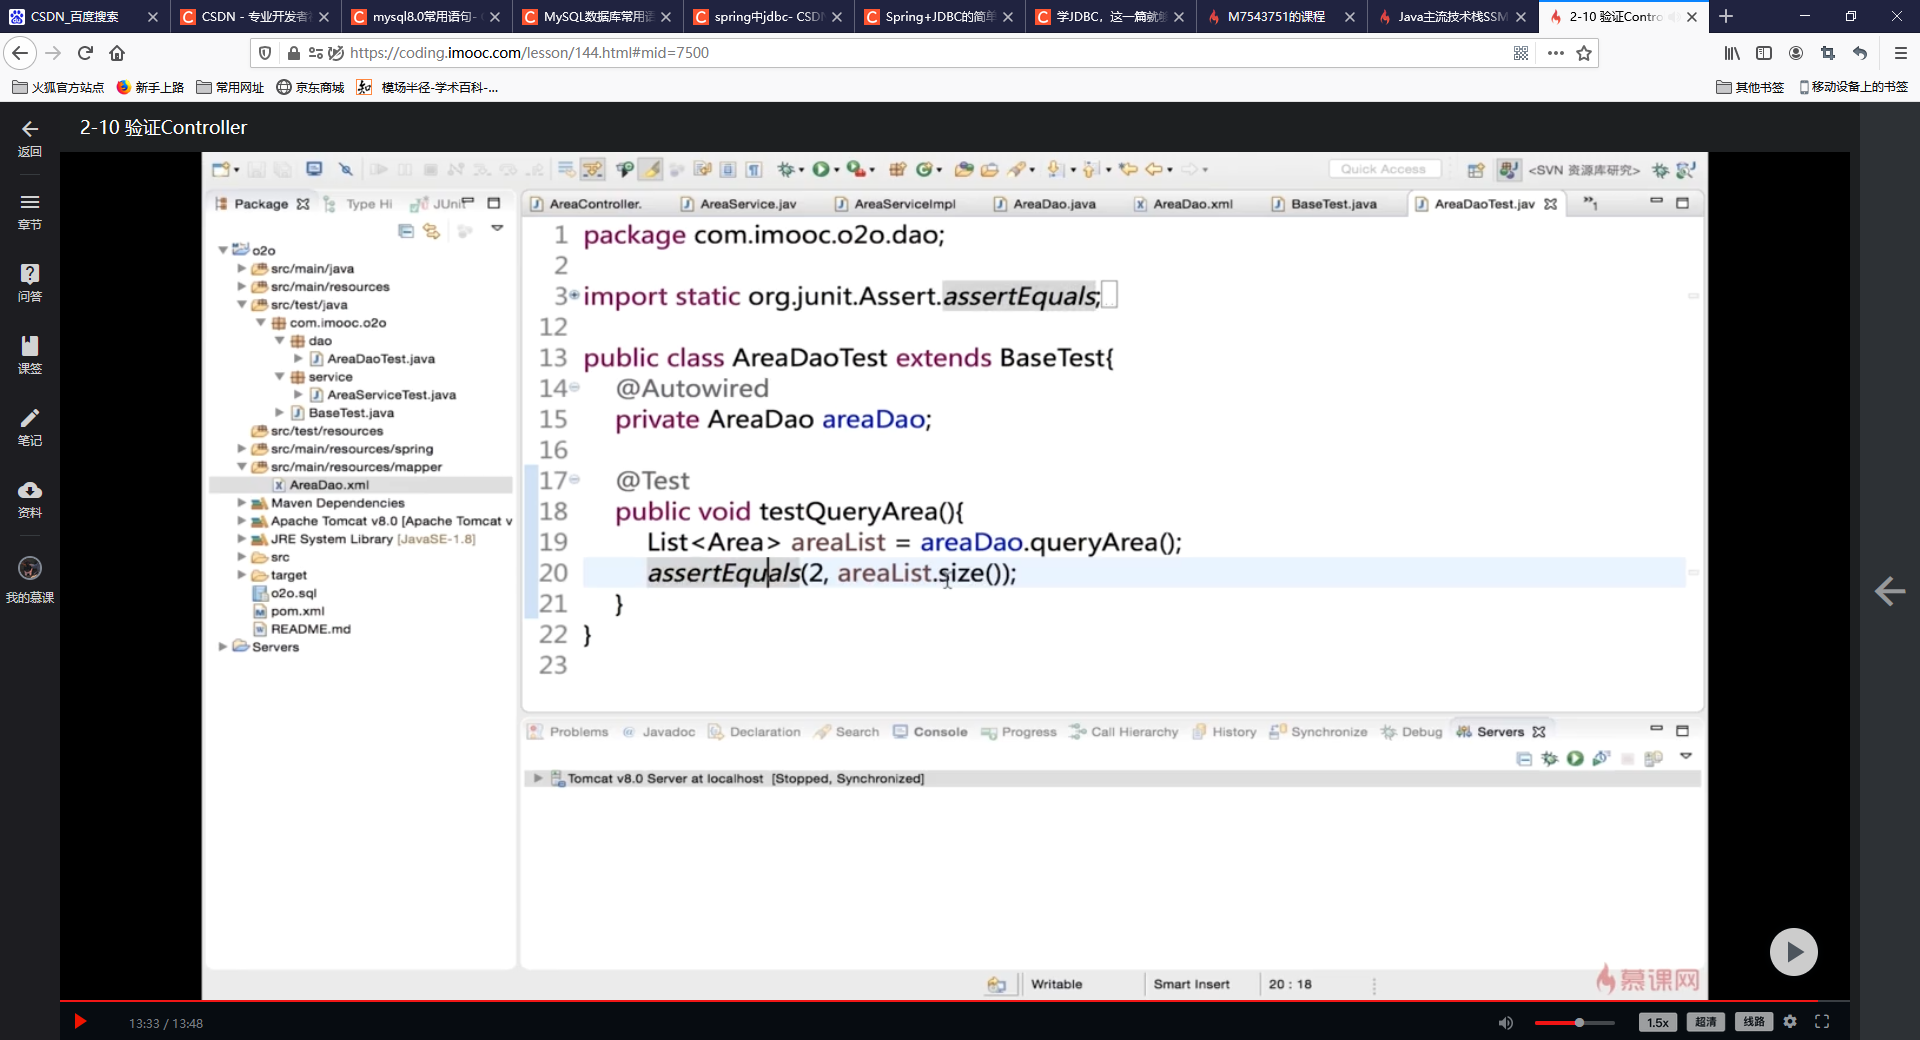 CSDN_百度搜索
CSDN - 专业开发者
mysql8.0常用语句-
MySQL数据库常用语
spring中jdbc- CSDN
Spring+JDBC的简单
学JDBC，这一篇就
M7543751的课程
Java主流技术栈SSM
2-10 验证Contro
https://coding.imooc.com/lesson/144.html#mid=7500
火狐官方站点
新手上路
常用网址
京东商城
模场半径-学术百科-...
其他书签
移动设备上的书签
返回
2-10 验证Controller
章节
问答
课签
笔记
资料
我的慕课
Quick Access
<SVN 资源库研究>
Package
Type Hi
JUni
AreaController.
AreaService.jav
AreaServiceImpl
AreaDao.java
AreaDao.xml
BaseTest.java
AreaDaoTest.jav
»1
o2o
src/main/java
src/main/resources
src/test/java
com.imooc.o2o
dao
AreaDaoTest.java
service
AreaServiceTest.java
BaseTest.java
src/test/resources
src/main/resources/spring
src/main/resources/mapper
AreaDao.xml
Maven Dependencies
Apache Tomcat v8.0 [Apache Tomcat v
JRE System Library [JavaSE-1.8]
src
target
o2o.sql
pom.xml
README.md
Servers
1 package com.imooc.o2o.dao;
2
3 import static org.junit.Assert.assertEquals;
12
13 public class AreaDaoTest extends BaseTest{
14 @Autowired
15 private AreaDao areaDao;
16
17 @Test
18 public void testQueryArea(){
19 List<Area> areaList = areaDao.queryArea();
20 assertEquals(2, areaList.size());
21 }
22 }
23
Problems
@ Javadoc
Declaration
Search
Console
Progress
Call Hierarchy
History
Synchronize
Debug
Servers
Tomcat v8.0 Server at localhost [Stopped, Synchronized]
Writable
Smart Insert
20 : 18
慕课网
13:33 / 13:48
1.5x
超清
线路